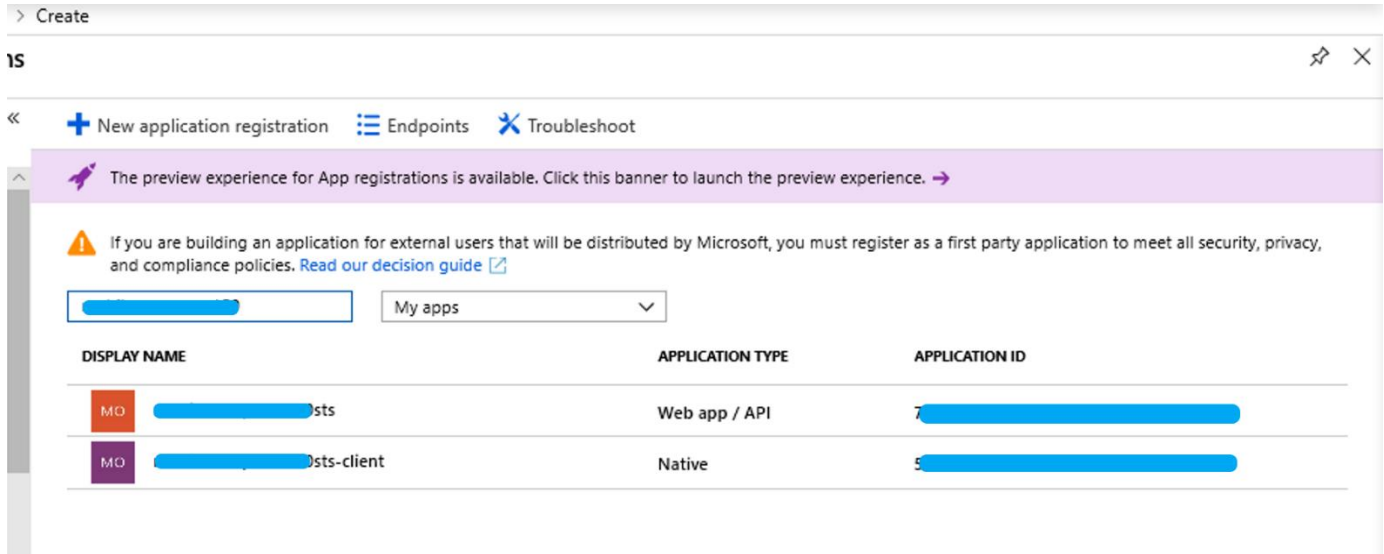 > Create
ns
«
New application registration Endpoints Troubleshoot
The preview experience for App registrations is available. Click this banner to launch the preview experience. →
If you are building an application for external users that will be distributed by Microsoft, you must register as a first party application to meet all security, privacy,
and compliance policies. Read our decision guide
My apps
DISPLAY NAME APPLICATION TYPE APPLICATION ID
MO sts Web app / API 7
MO sts-client Native 5